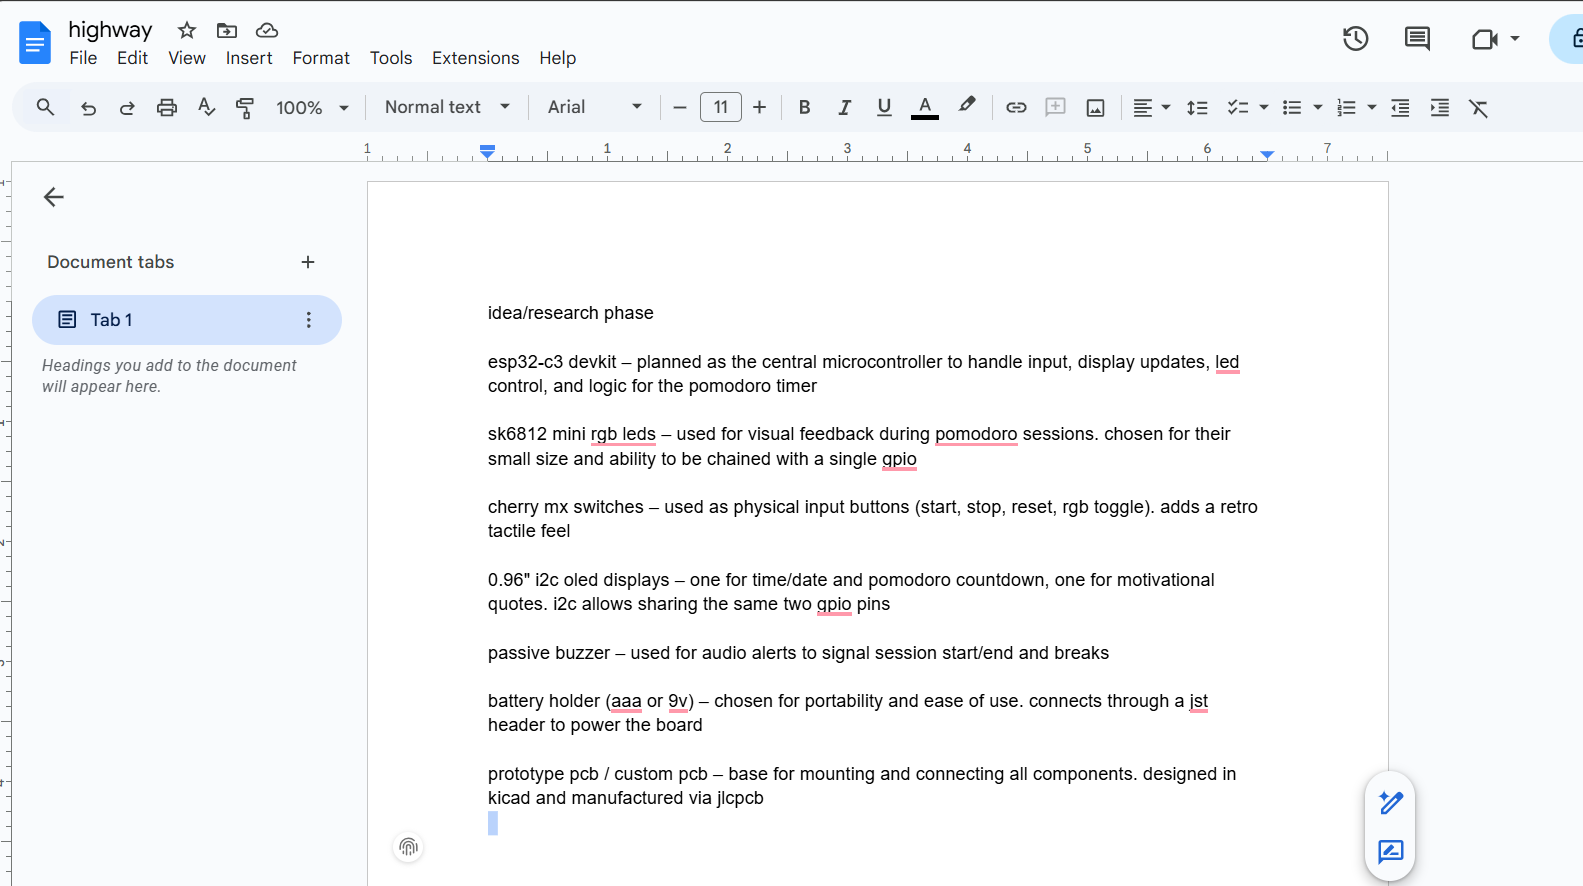 highway
File Edit View Insert Format Tools Extensions Help
100% Normal text Arial 11 B I U A
1 1 2 3 4 5 6 7
Document tabs
Tab 1
Headings you add to the document
will appear here.
idea/research phase
esp32-c3 devkit – planned as the central microcontroller to handle input, display updates, led
control, and logic for the pomodoro timer
sk6812 mini rgb leds – used for visual feedback during pomodoro sessions. chosen for their
small size and ability to be chained with a single gpio
cherry mx switches – used as physical input buttons (start, stop, reset, rgb toggle). adds a retro
tactile feel
0.96" i2c oled displays – one for time/date and pomodoro countdown, one for motivational
quotes. i2c allows sharing the same two gpio pins
passive buzzer – used for audio alerts to signal session start/end and breaks
battery holder (aaa or 9v) – chosen for portability and ease of use. connects through a jst
header to power the board
prototype pcb / custom pcb – base for mounting and connecting all components. designed in
kicad and manufactured via jlcpcb